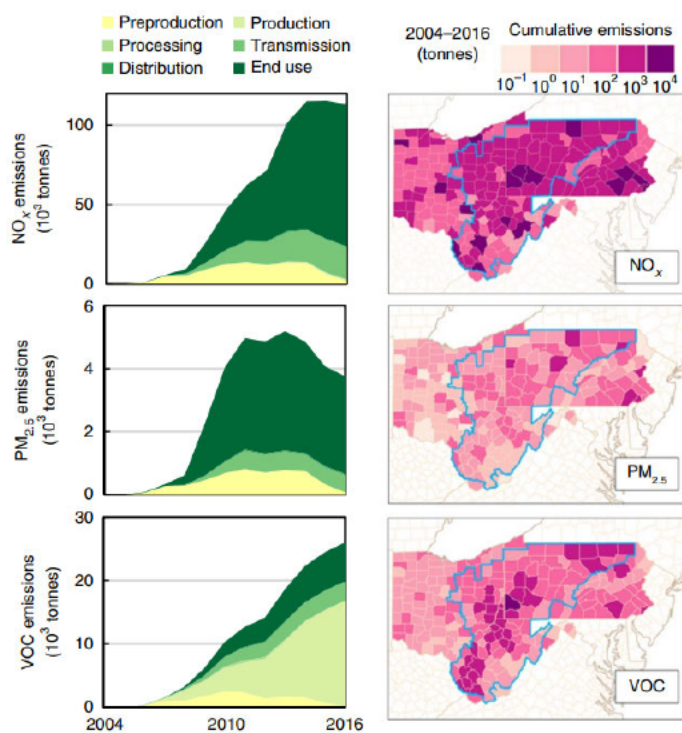 Preproduction Production
Processing Transmission
Distribution End use
2004–2016
(tonnes)
Cumulative emissions
10⁻¹ 10⁰ 10¹ 10² 10³ 10⁴
NOₓ emissions
(10³ tonnes)
100
50
0
NOₓ
PM₂.₅ emissions
(10³ tonnes)
6
4
2
0
PM₂.₅
VOC emissions
(10³ tonnes)
30
20
10
0
2004 2010 2016
VOC